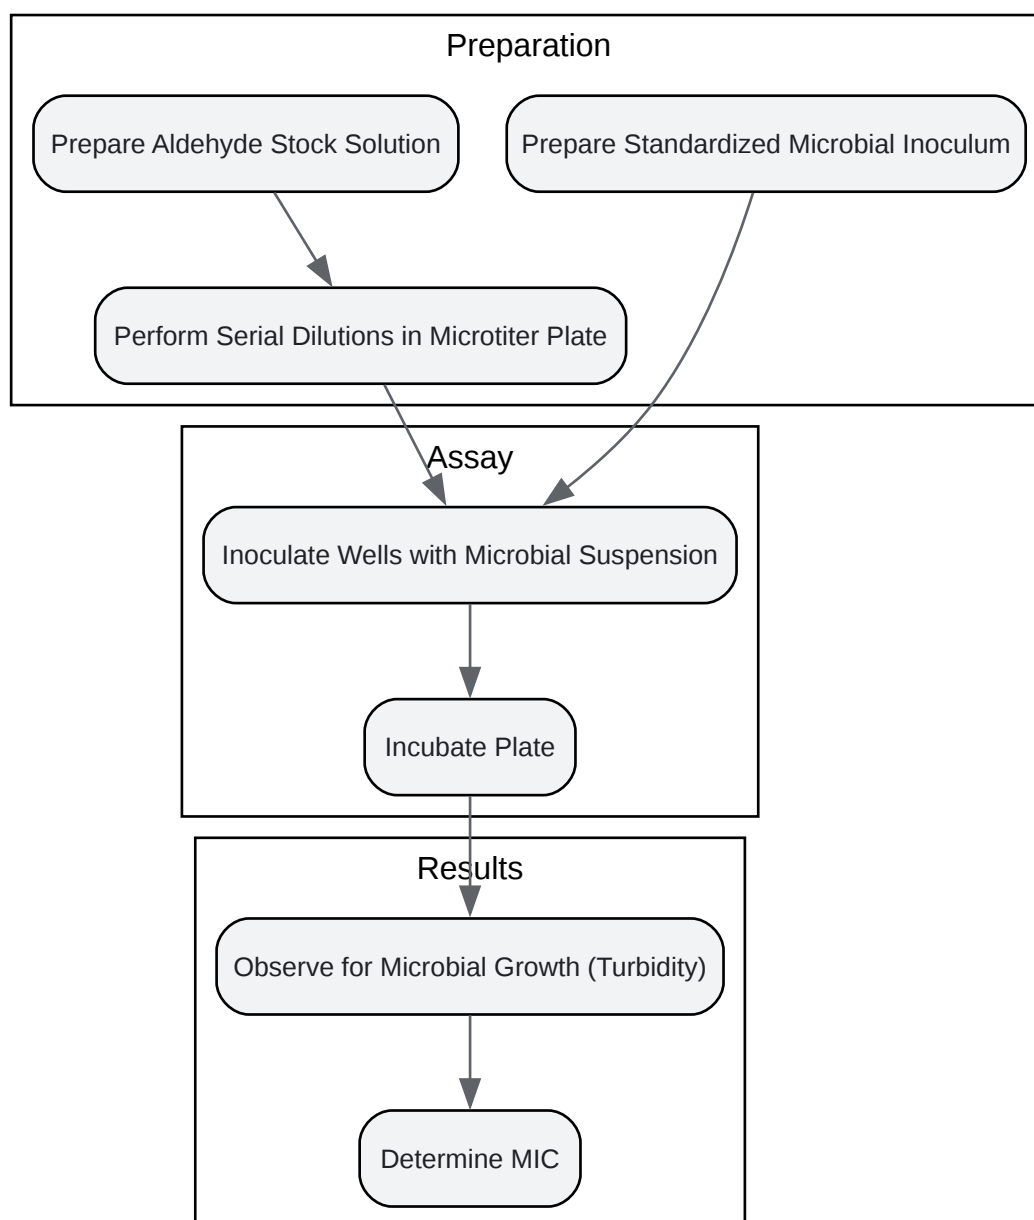 Preparation
Prepare Aldehyde Stock Solution
Prepare Standardized Microbial Inoculum
Perform Serial Dilutions in Microtiter Plate
Assay
Inoculate Wells with Microbial Suspension
Incubate Plate
Results
Observe for Microbial Growth (Turbidity)
Determine MIC